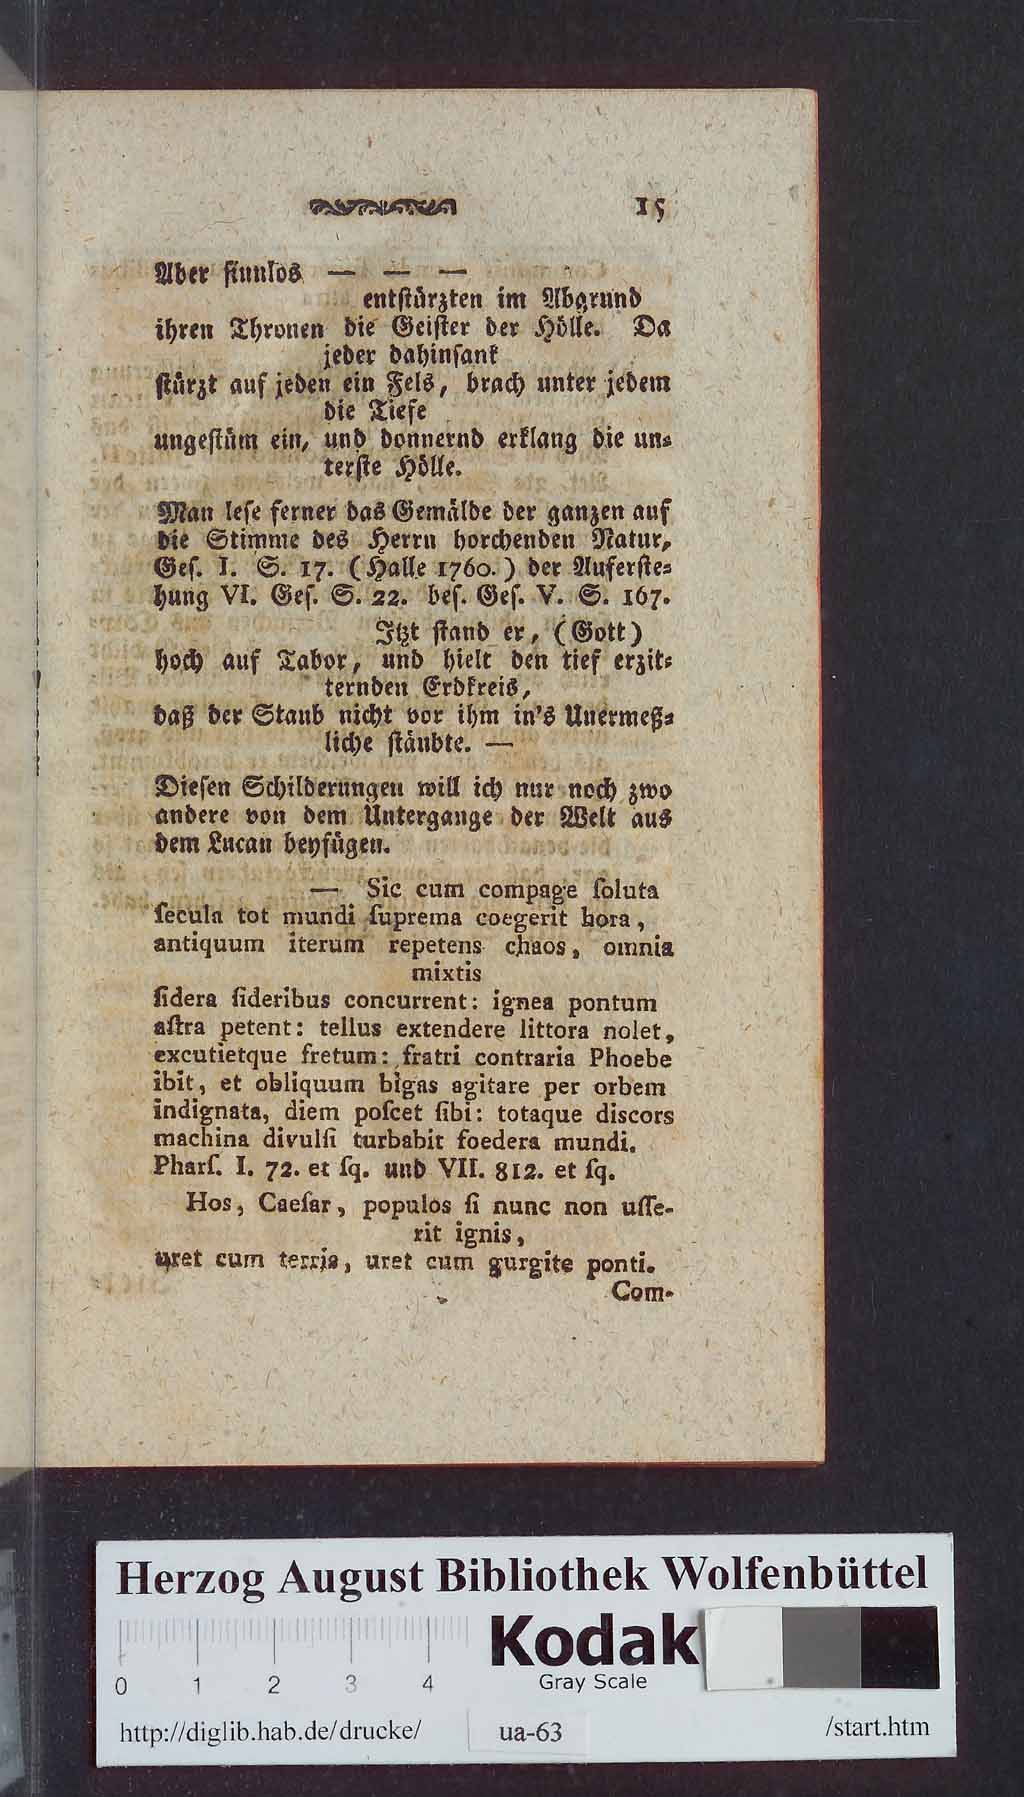 15
Aber ſinnlos — — —
entſtürzten im Abgrund
ihren Thronen die Geiſter der Hölle. Da
jeder dahinſank
ſtürzt auf jeden ein Fels, brach unter jedem
die Tiefe
ungeſtüm ein, und donnernd erklang die un⸗
terſte Hölle.
Man leſe ferner das Gemälde der ganzen auf
die Stimme des Herrn horchenden Natur,
Geſ. I. S. 17. (Halle 1760.) der Auferſte⸗
hung VI. Geſ. S. 22. beſ. Geſ. V. S. 167.
Itzt ſtand er, (Gott)
hoch auf Tabor, und hielt den tief erzit⸗
ternden Erdkreis,
daß der Staub nicht vor ihm in's Unermeß⸗
liche ſtäubte. —
Dieſen Schilderungen will ich nur noch zwo
andere von dem Untergange der Welt aus
dem Lucan beyfügen.
— Sic cum compage ſoluta
ſecula tot mundi ſuprema coegerit hora,
antiquum iterum repetens chaos, omnia
mixtis
ſidera ſideribus concurrent: ignea pontum
aſtra petent: tellus extendere littora nolet,
excutietque fretum: fratri contraria Phoebe
ibit, et obliquum bigas agitare per orbem
indignata, diem poſcet ſibi: totaque discors
machina divulſi turbabit foedera mundi.
Pharſ. I. 72. et ſq. und VII. 812. et ſq.
Hos, Caeſar, populos ſi nunc non uſſe-
rit ignis,
uret cum terris, uret cum gurgite ponti.
Com-
Herzog August Bibliothek Wolfenbüttel
Kodak
Gray Scale
0 1 2 3 4
http://diglib.hab.de/drucke/ ua-63 /start.htm